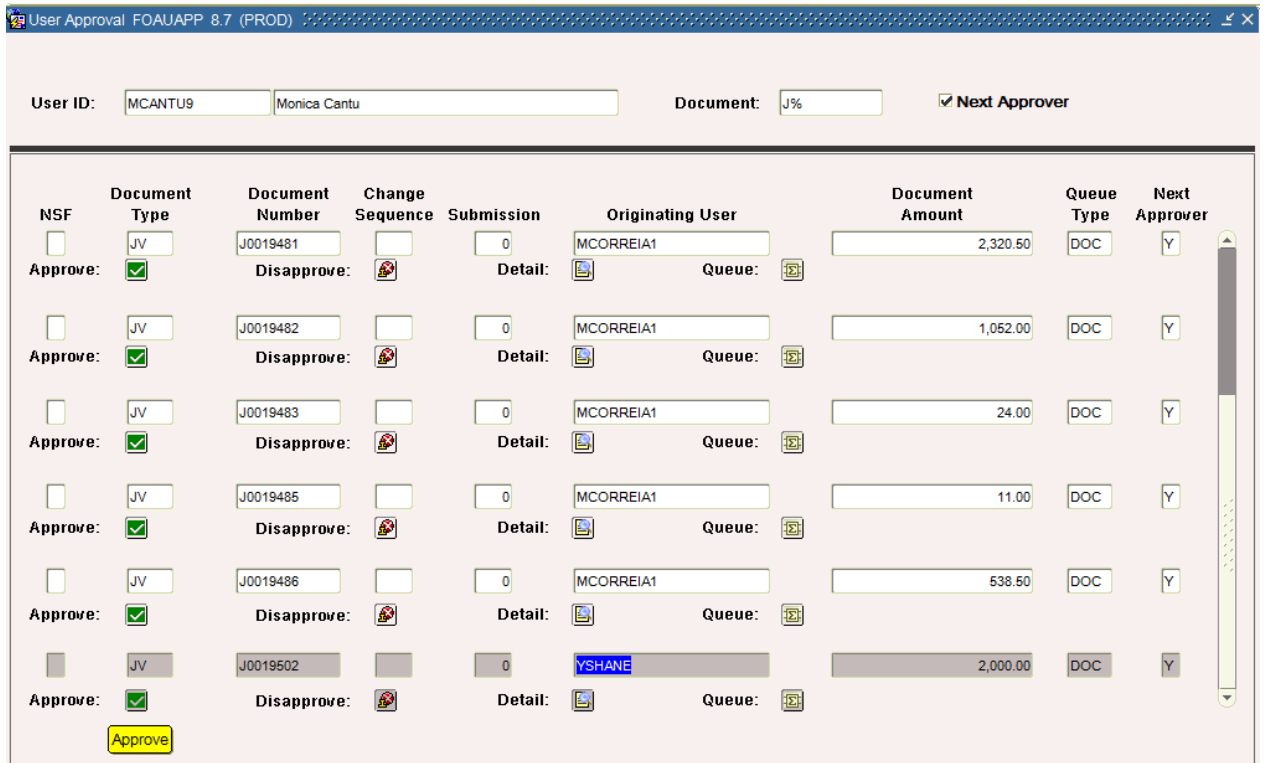 User Approval FOAUAPP 8.7 (PROD)
User ID: MCANTU9 Monica Cantu Document: J% Next Approver
Document Document Change Document Queue Next
NSF Type Number Sequence Submission Originating User Amount Type Approver
JV J0019481 0 MCORREIA1 2,320.50 DOC Y
Approve: Disapprove: Detail: Queue:
JV J0019482 0 MCORREIA1 1,052.00 DOC Y
Approve: Disapprove: Detail: Queue:
JV J0019483 0 MCORREIA1 24.00 DOC Y
Approve: Disapprove: Detail: Queue:
JV J0019485 0 MCORREIA1 11.00 DOC Y
Approve: Disapprove: Detail: Queue:
JV J0019486 0 MCORREIA1 538.50 DOC Y
Approve: Disapprove: Detail: Queue:
JV J0019502 0 YSHANE 2,000.00 DOC Y
Approve: Disapprove: Detail: Queue:
Approve